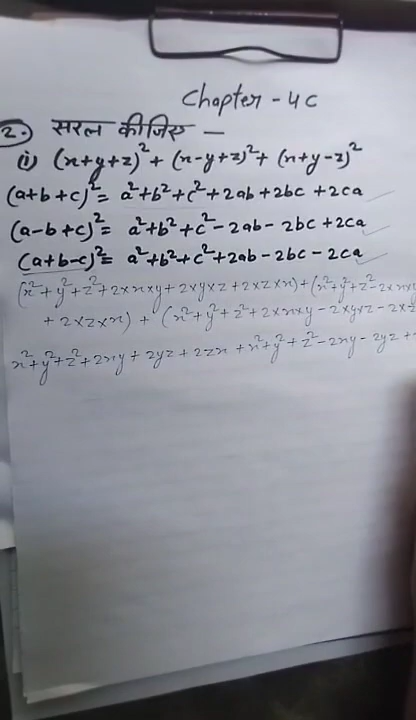 Chapter - 4C
2. सरल कीजिए —
(i) (x+y+z)² + (x-y+z)² + (x+y-z)²
(a+b+c)² = a²+b²+c²+2ab+2bc+2ca
(a-b+c)² = a²+b²+c²-2ab-2bc+2ca
(a+b-c)² = a²+b²+c²+2ab-2bc-2ca
(x²+y²+z²+2×x×y+2×y×z+2×z×x)+(x²+y²+z²-2×x×y
+2×z×x) + (x²+y²+z²+2×x×y-2×y×z-2×z
x²+y²+z²+2xy+2yz+2zx+x²+y²+z²-2xy-2yz+